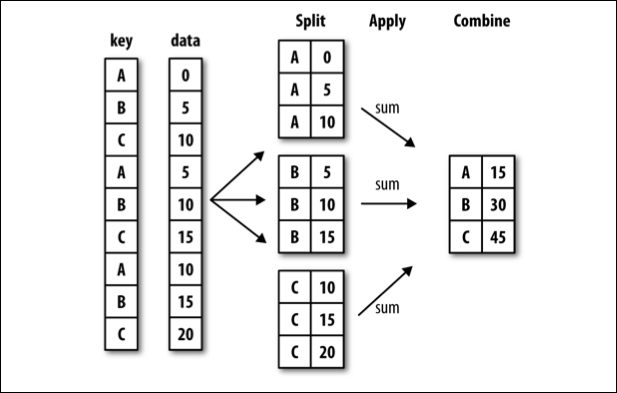 Split Apply Combine
key data
A 0
B 5
C 10
A 5
B 10
C 15
A 10
B 15
C 20
A 0
A 5
A 10
B 5
B 10
B 15
C 10
C 15
C 20
sum
sum
sum
A 15
B 30
C 45